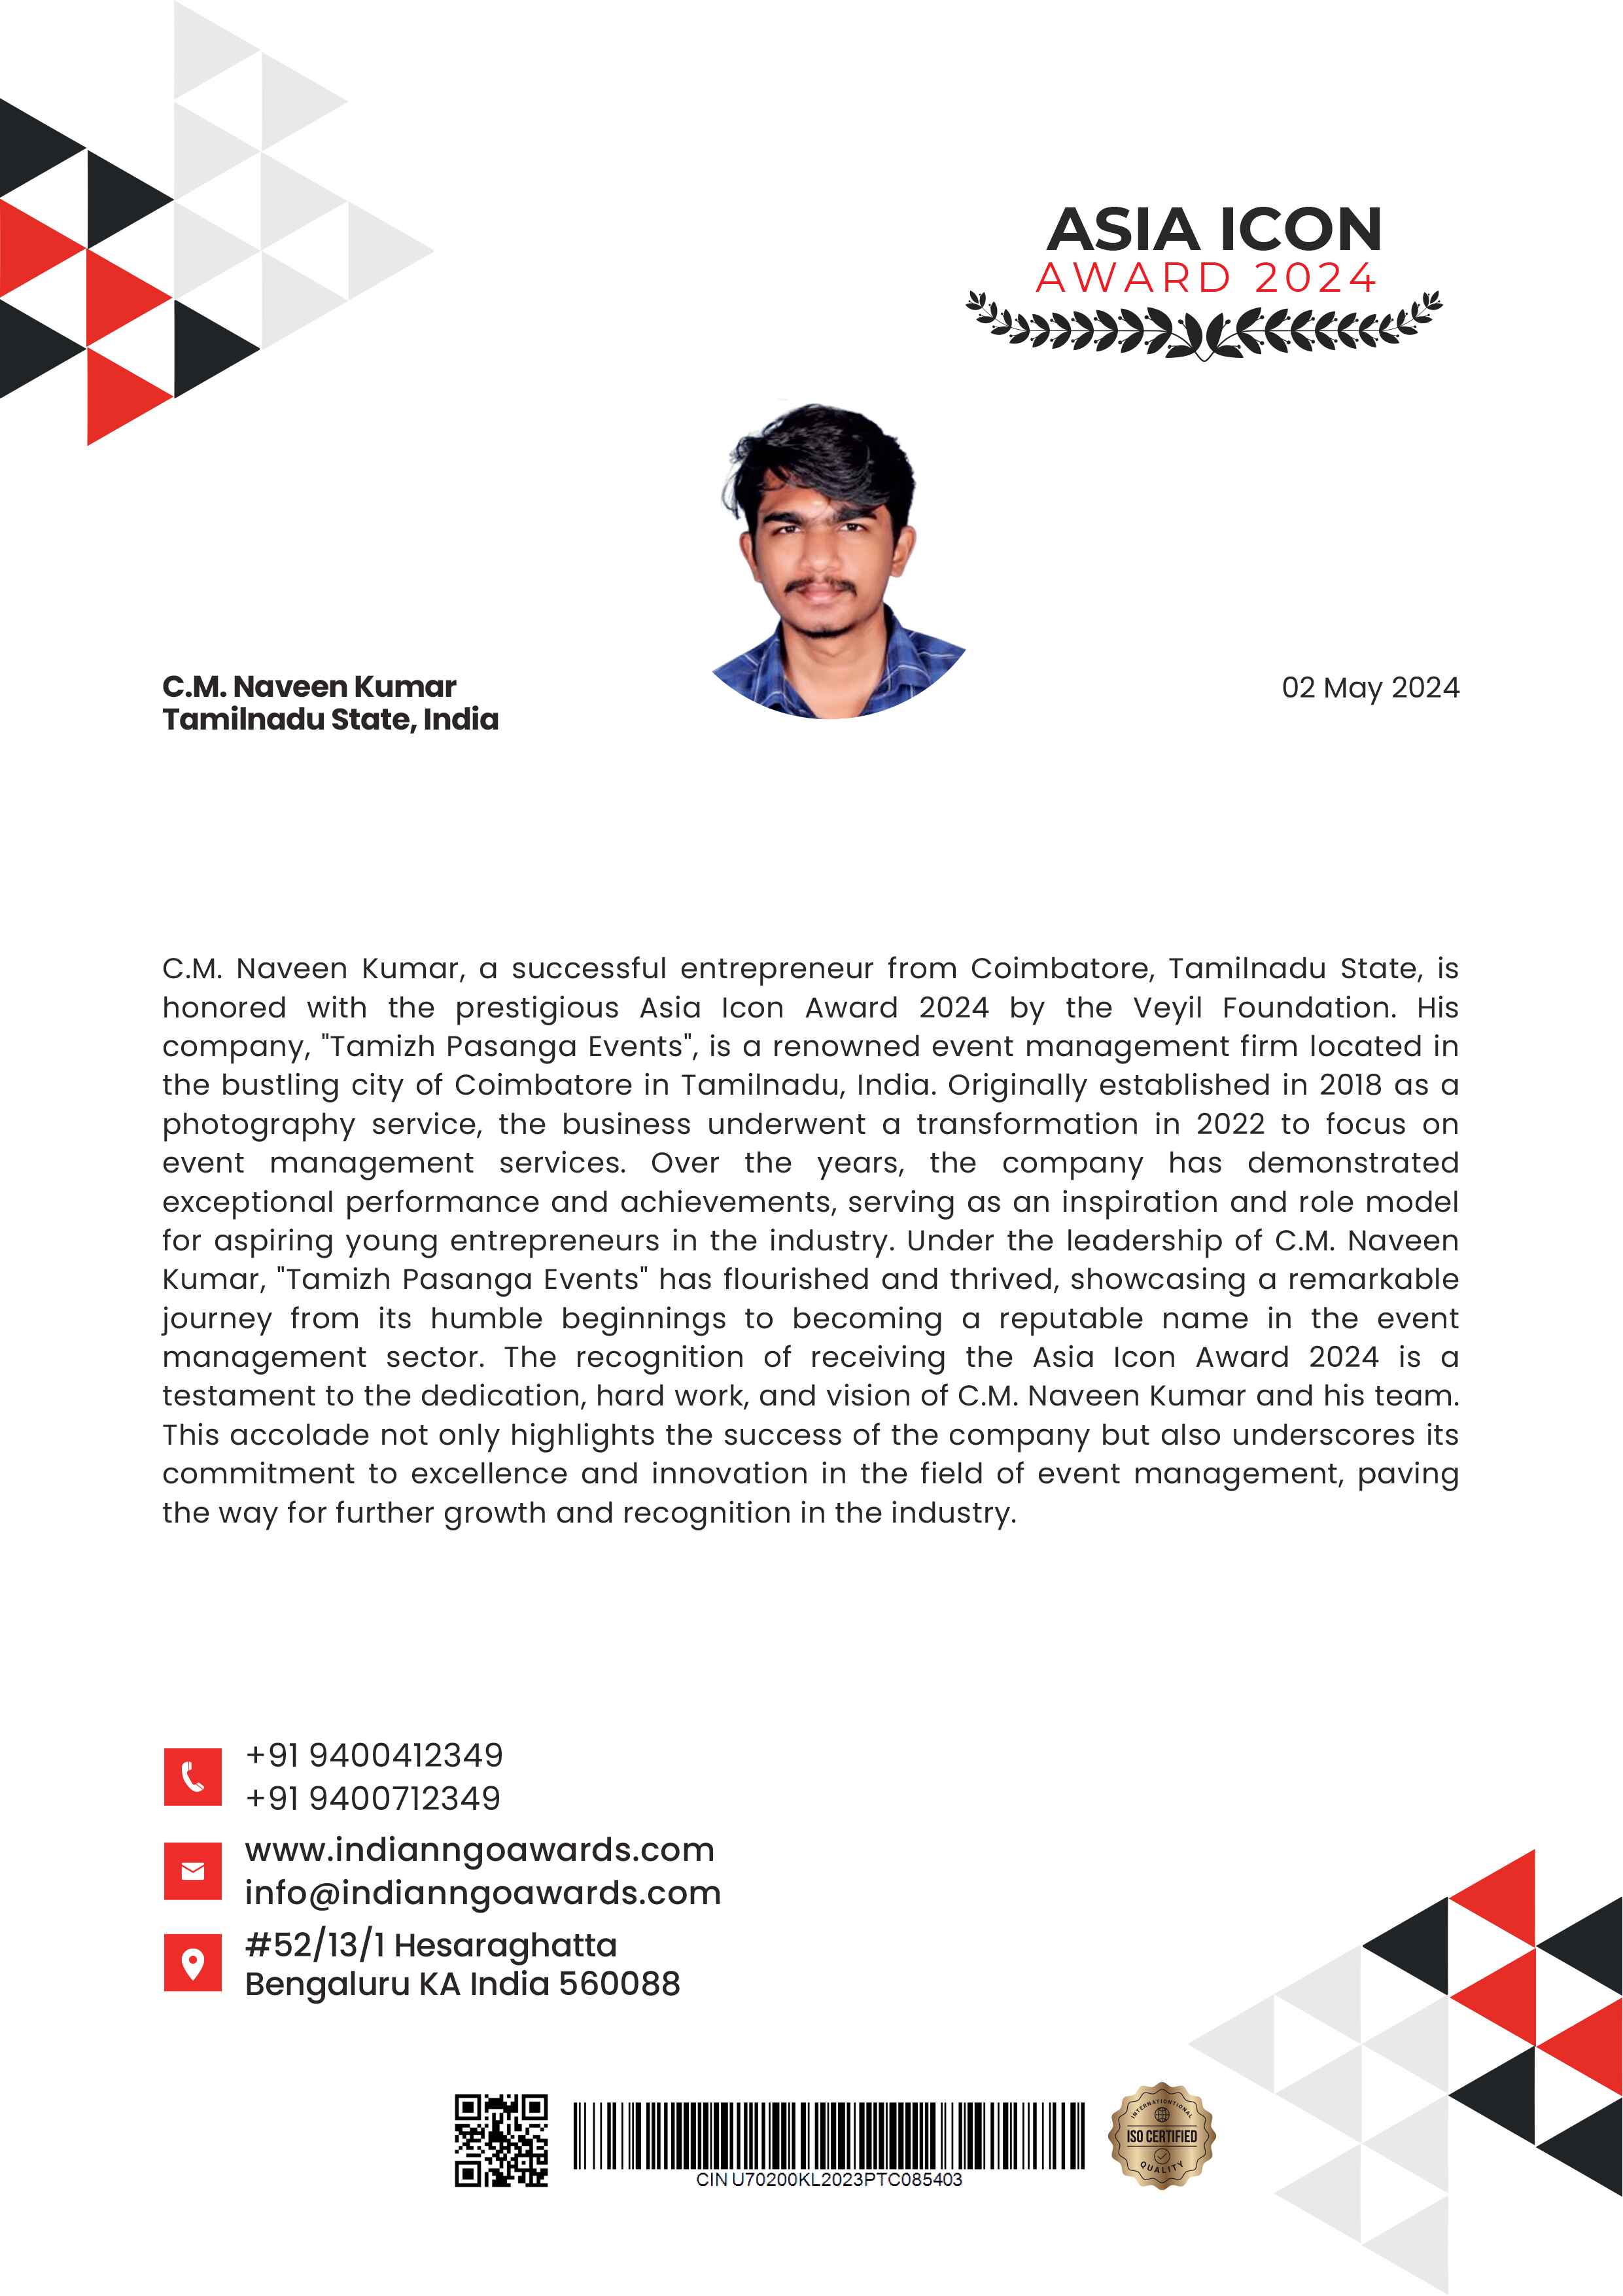 ASIA ICON
AWARD 2024
C.M. Naveen Kumar
Tamilnadu State, India
02 May 2024
C.M. Naveen Kumar, a successful entrepreneur from Coimbatore, Tamilnadu State, is
honored with the prestigious Asia Icon Award 2024 by the Veyil Foundation. His
company, "Tamizh Pasanga Events", is a renowned event management firm located in
the bustling city of Coimbatore in Tamilnadu, India. Originally established in 2018 as a
photography service, the business underwent a transformation in 2022 to focus on
event management services. Over the years, the company has demonstrated
exceptional performance and achievements, serving as an inspiration and role model
for aspiring young entrepreneurs in the industry. Under the leadership of C.M. Naveen
Kumar, "Tamizh Pasanga Events" has flourished and thrived, showcasing a remarkable
journey from its humble beginnings to becoming a reputable name in the event
management sector. The recognition of receiving the Asia Icon Award 2024 is a
testament to the dedication, hard work, and vision of C.M. Naveen Kumar and his team.
This accolade not only highlights the success of the company but also underscores its
commitment to excellence and innovation in the field of event management, paving
the way for further growth and recognition in the industry.
+91 9400412349
+91 9400712349
www.indianngoawards.com
info@indianngoawards.com
#52/13/1 Hesaraghatta
Bengaluru KA India 560088
CIN U70200KL2023PTC085403
INTERNATIONTIONAL
ISO CERTIFIED
QUALITY